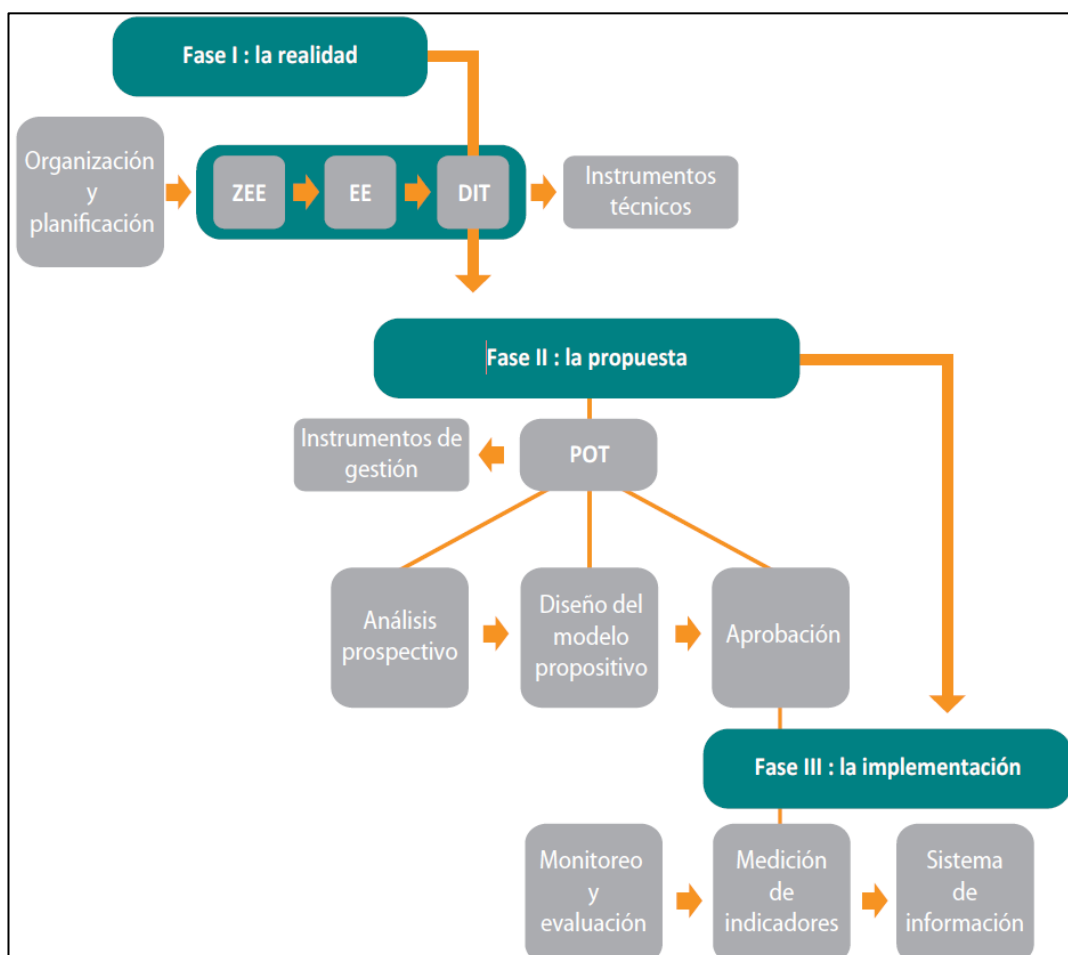 Fase I : la realidad
Organización
y
planificación
ZEE
EE
DIT
Instrumentos
técnicos
Fase II : la propuesta
Instrumentos de
gestión
POT
Análisis
prospectivo
Diseño del
modelo
propositivo
Aprobación
Fase III : la implementación
Monitoreo
y
evaluación
Medición
de
indicadores
Sistema
de
información